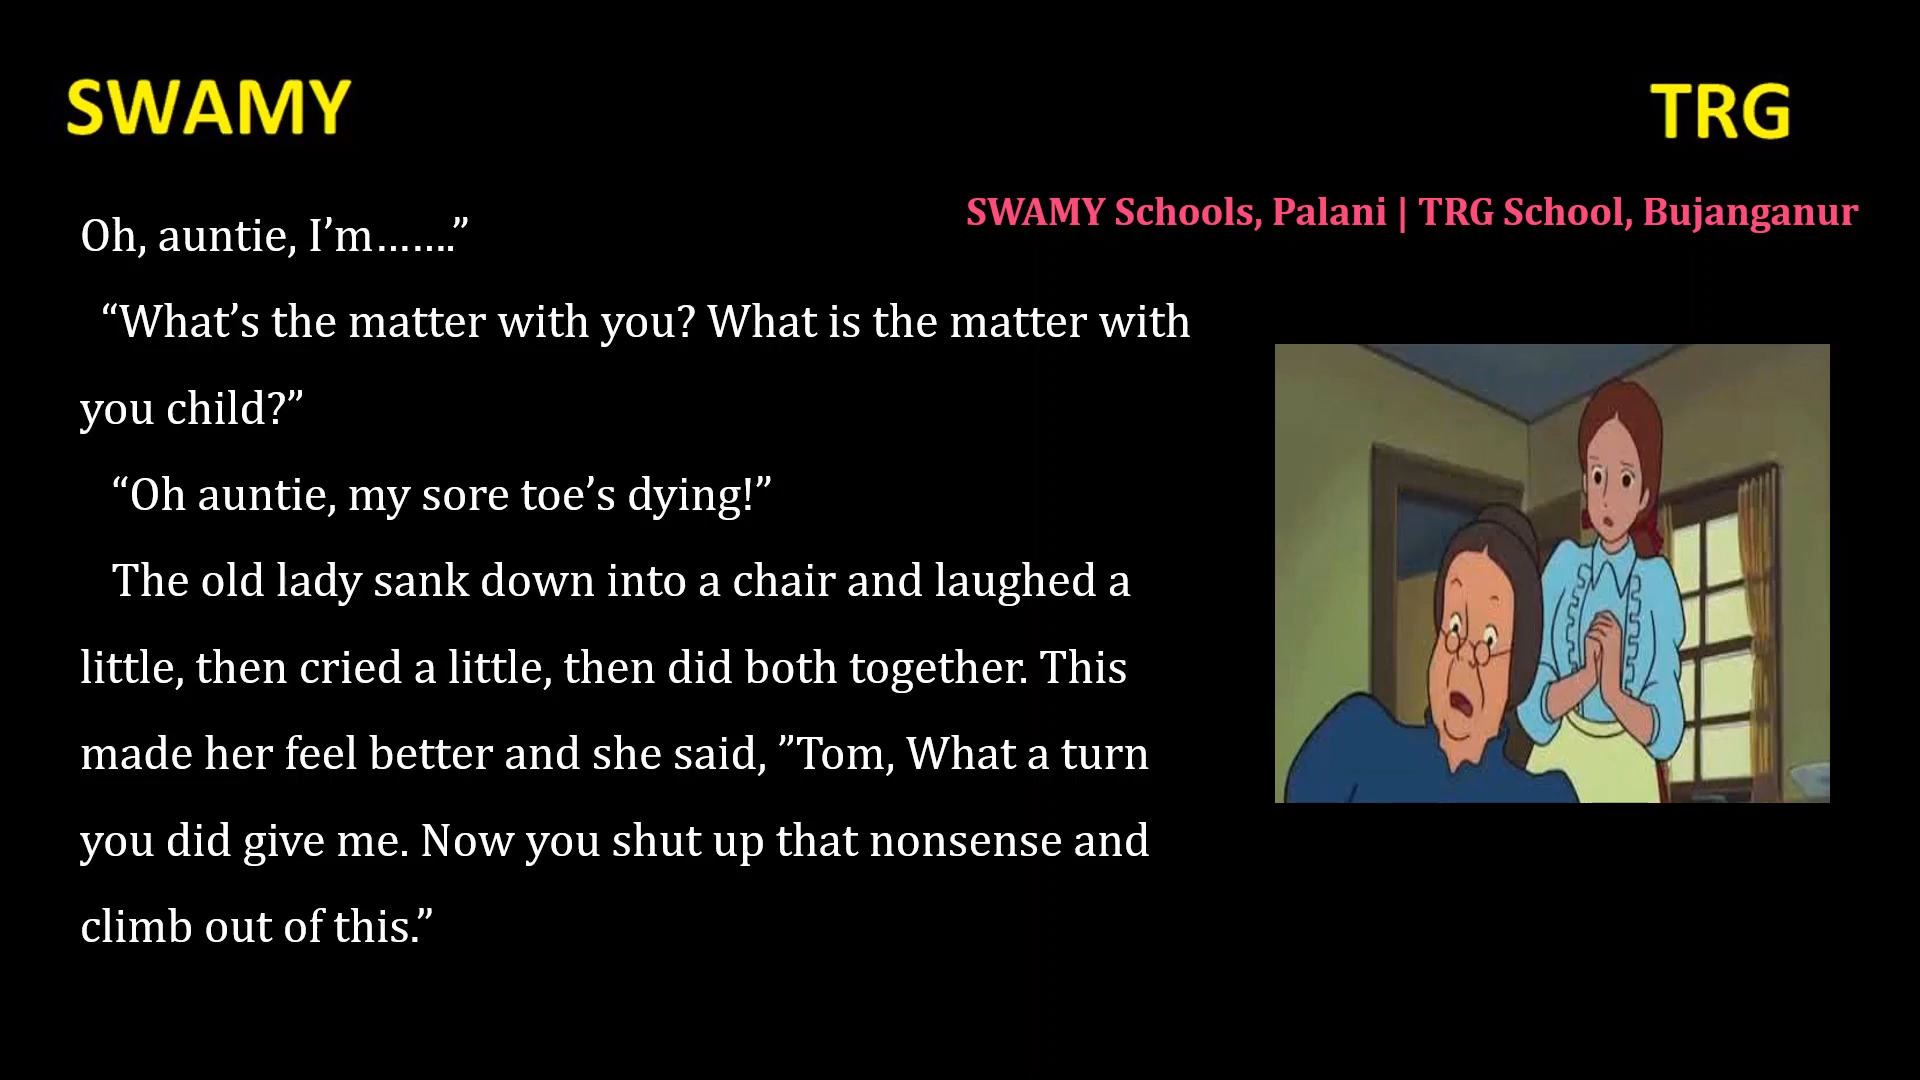 SWAMY
TRG
SWAMY Schools, Palani | TRG School, Bujanganur
Oh, auntie, I’m…….”
“What’s the matter with you? What is the matter with
you child?”
“Oh auntie, my sore toe’s dying!”
The old lady sank down into a chair and laughed a
little, then cried a little, then did both together. This
made her feel better and she said, ”Tom, What a turn
you did give me. Now you shut up that nonsense and
climb out of this.”